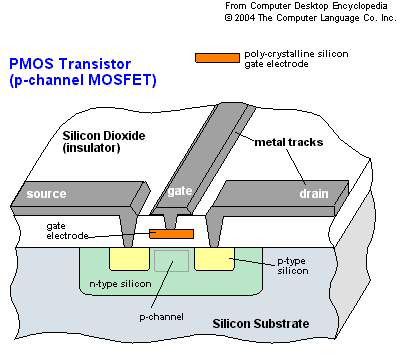 From Computer Desktop Encyclopedia
© 2004 The Computer Language Co. Inc.
poly-crystalline silicon
gate electrode
PMOS Transistor
(p-channel MOSFET)
Silicon Dioxide
(insulator)
metal tracks
source
gate
drain
gate
electrode
p-type
silicon
n-type silicon
p-channel
Silicon Substrate